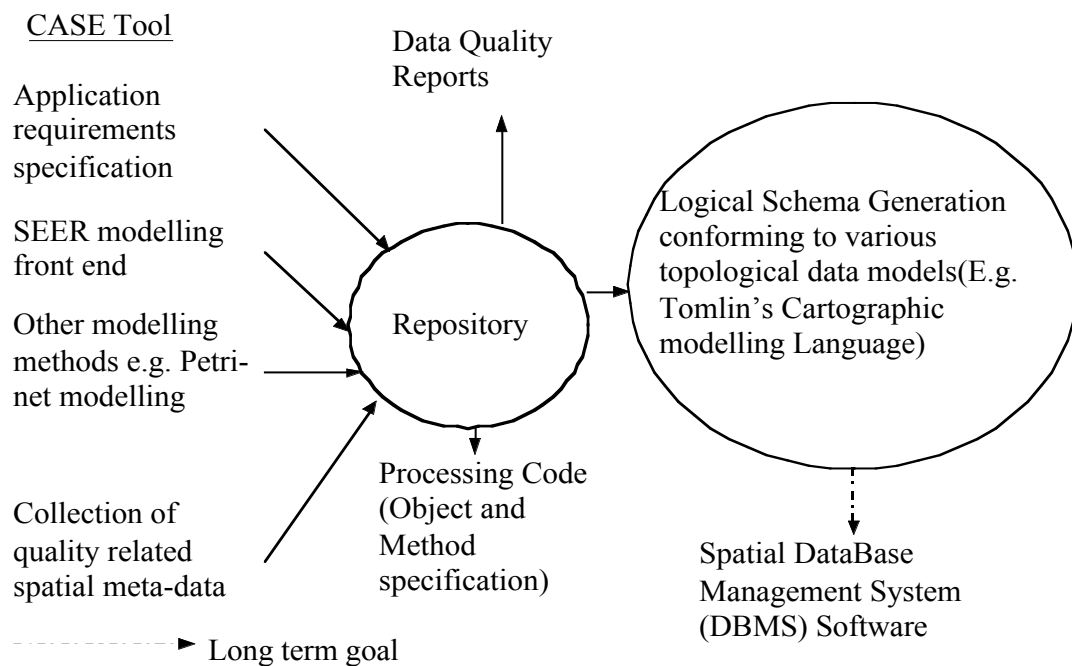 CASE Tool
Application
requirements
specification
SEER modelling
front end
Other modelling
methods e.g. Petri-
net modelling
Collection of
quality related
spatial meta-data
Data Quality
Reports
Repository
Processing Code
(Object and
Method
specification)
Logical Schema Generation
conforming to various
topological data models(E.g.
Tomlin’s Cartographic
modelling Language)
Spatial DataBase
Management System
(DBMS) Software
Long term goal